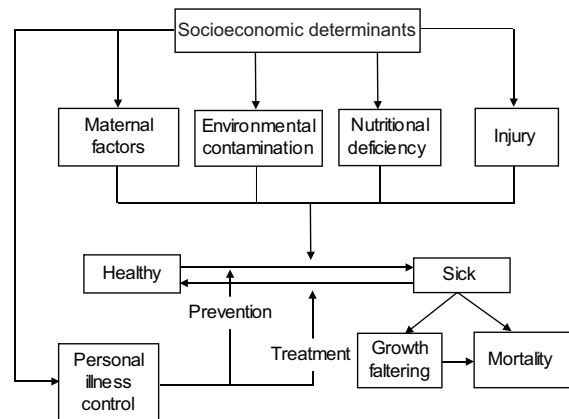 Socioeconomic determinants
Maternal
factors
Environmental
contamination
Nutritional
deficiency
Injury
Healthy
Sick
Prevention
Treatment
Personal
illness
control
Growth
faltering
Mortality